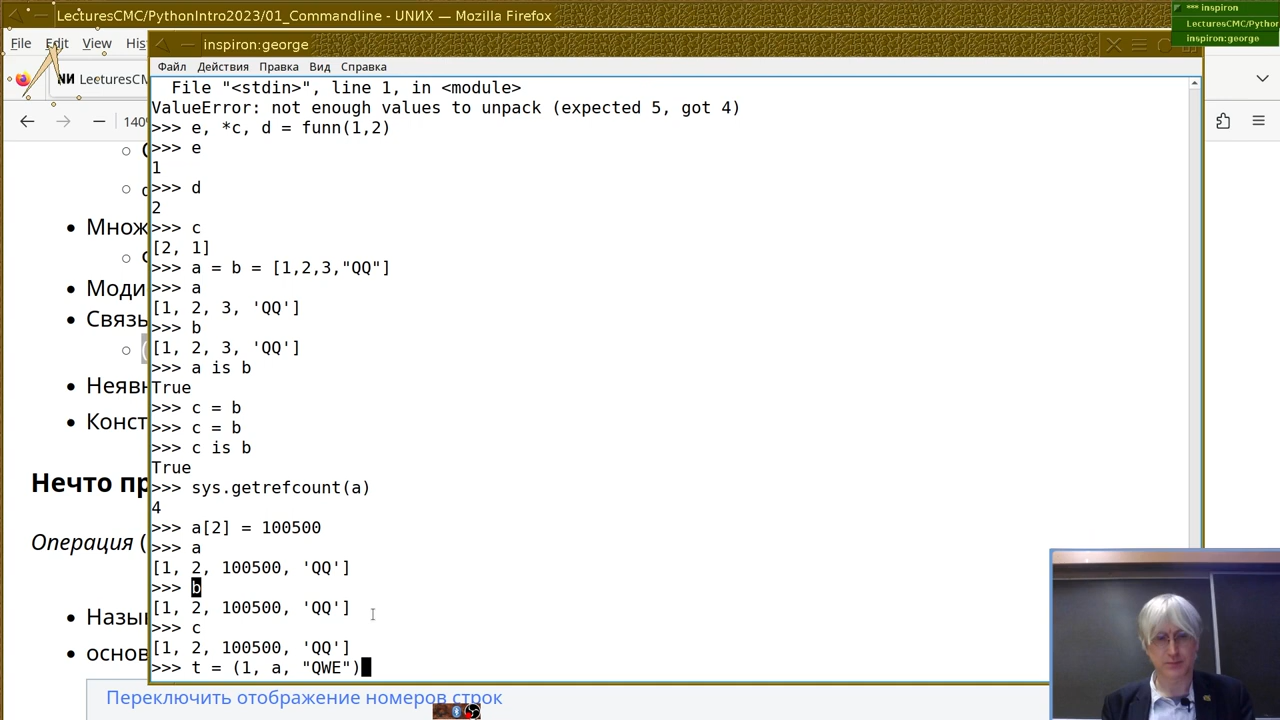 LecturesCMC/PythonIntro2023/01_Commandline - UNИX — Mozilla Firefox
*** inspiron
LecturesCMC/Pythor
inspiron:george
File Edit View His
inspiron:george
LecturesCM
Файл Действия Правка Вид Справка
140%
File "<stdin>", line 1, in <module>
ValueError: not enough values to unpack (expected 5, got 4)
>>> e, *c, d = funn(1,2)
>>> e
1
>>> d
2
>>> c
[2, 1]
>>> a = b = [1,2,3,"QQ"]
>>> a
[1, 2, 3, 'QQ']
>>> b
[1, 2, 3, 'QQ']
>>> a is b
True
>>> c = b
>>> c = b
>>> c is b
True
>>> sys.getrefcount(a)
4
>>> a[2] = 100500
>>> a
[1, 2, 100500, 'QQ']
>>> b
[1, 2, 100500, 'QQ']
>>> c
[1, 2, 100500, 'QQ']
>>> t = (1, a, "QWE")
Множ
Моди
Связь
Неявн
Конст
Нечто пр
Операция (
Назы
основ
Переключить отображение номеров строк